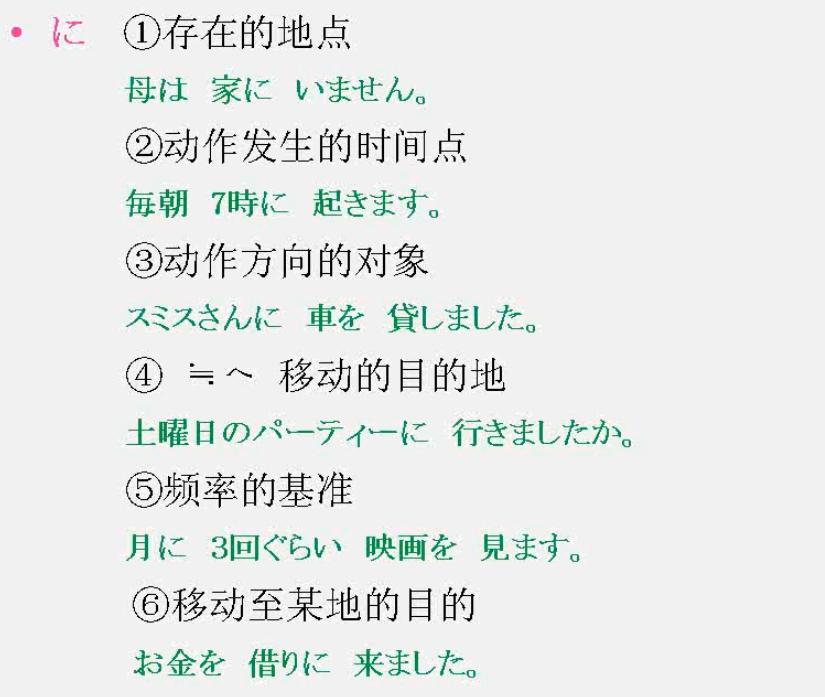 • に ①存在的地点
母は 家に いません。
②动作发生的时间点
毎朝 7時に 起きます。
③动作方向的对象
スミスさんに 車を 貸しました。
④ ≒へ 移动的目的地
土曜日のパーティーに 行きましたか。
⑤频率的基准
月に 3回ぐらい 映画を 見ます。
⑥移动至某地的目的
お金を 借りに 来ました。